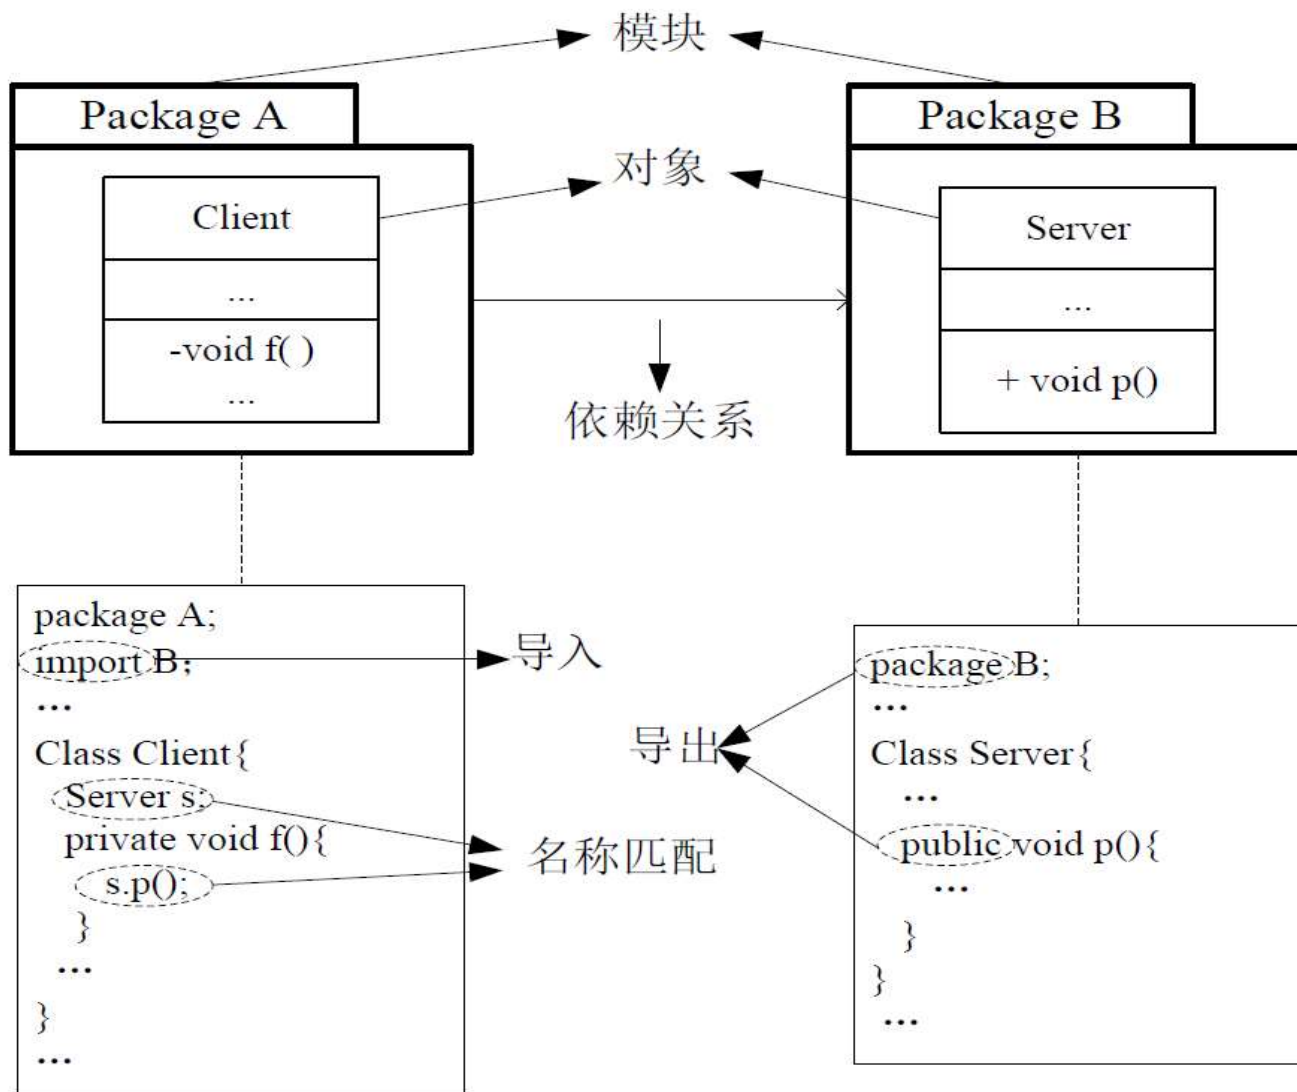 模块
Package A
Package B
对象
Client
Server
...
...
-void f( )
...
+ void p()
依赖关系
package A;
import B；
...
Class Client{
Server s;
private void f(){
s.p();
}
...
}
...
导入
导出
名称匹配
package B;
...
Class Server{
...
public void p(){
...
}
}
...